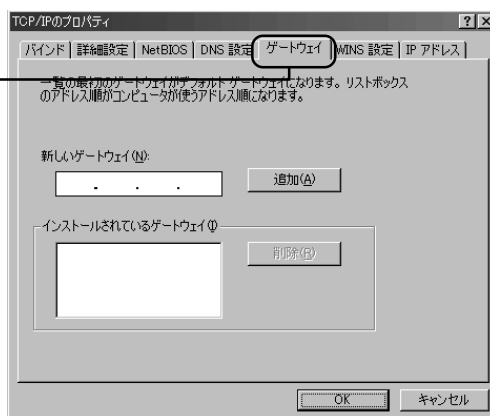 TCP/IPのプロパティ
バインド 詳細設定 NetBIOS DNS 設定 ゲートウェイ WINS 設定 IP アドレス
一覧の最初のゲートウェイがデフォルト ゲートウェイになります。リストボックス
のアドレス順がコンピュータが使うアドレス順になります。
新しいゲートウェイ(N):
. . .
追加(A)
インストールされているゲートウェイ(I)
削除(R)
OK キャンセル